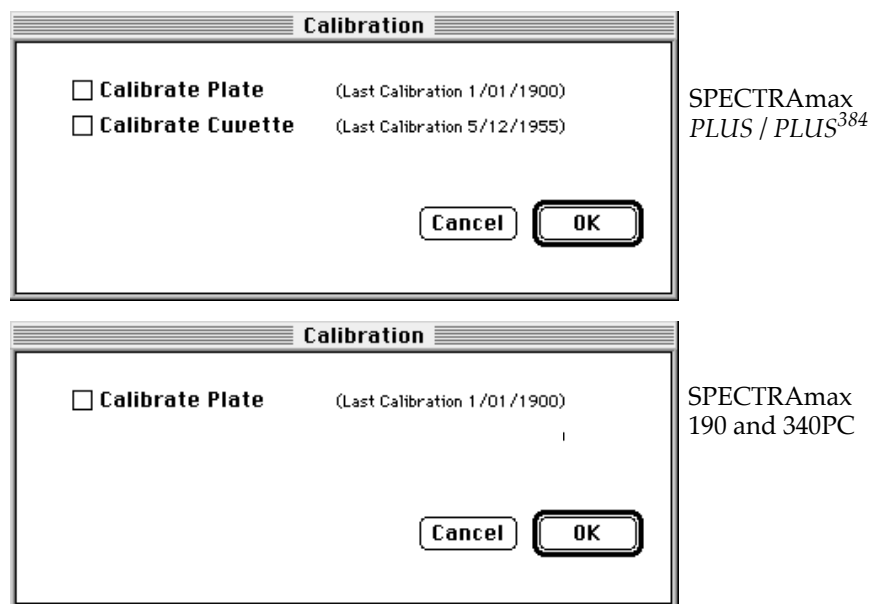 Calibration
Calibrate Plate (Last Calibration 1/01/1900)
Calibrate Cuvette (Last Calibration 5/12/1955)
Cancel OK
SPECTRAmax
PLUS / PLUS384
Calibration
Calibrate Plate (Last Calibration 1/01/1900)
Cancel OK
SPECTRAmax
190 and 340PC